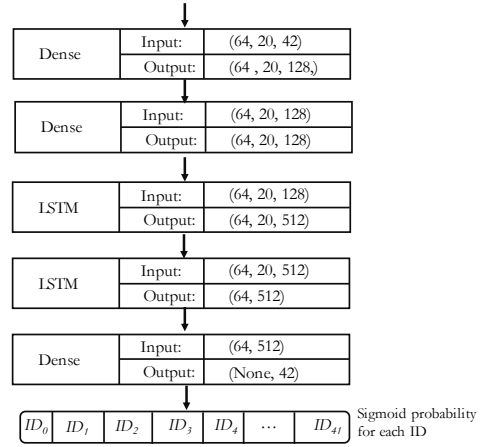 Dense Input: (64, 20, 42)
Output: (64 , 20, 128,)
Dense Input: (64, 20, 128)
Output: (64, 20, 128)
LSTM Input: (64, 20, 128)
Output: (64, 20, 512)
LSTM Input: (64, 20, 512)
Output: (64, 512)
Dense Input: (64, 512)
Output: (None, 42)
ID0 ID1 ID2 ID3 ID4 ... ID41 Sigmoid probability
for each ID